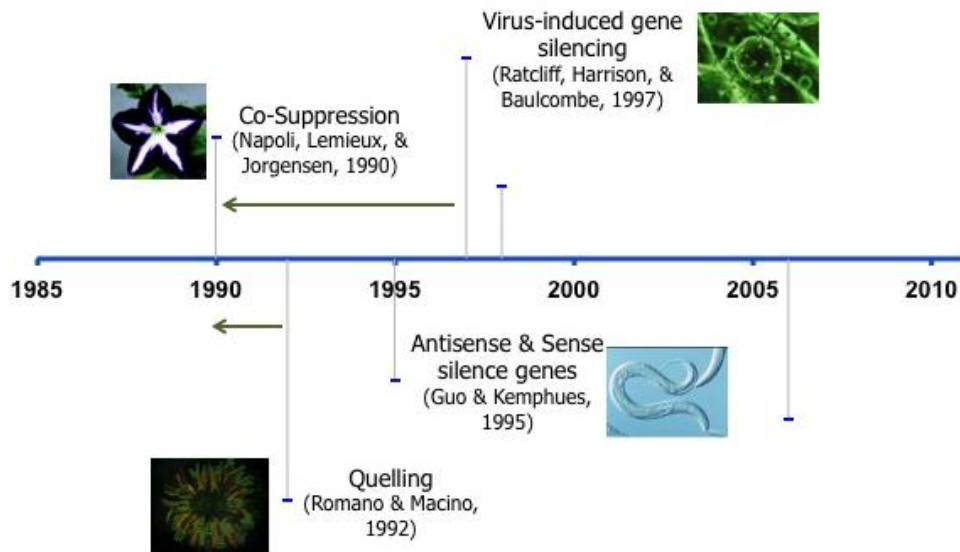 Virus-induced gene
silencing
(Ratcliff, Harrison, &
Baulcombe, 1997)
Co-Suppression
(Napoli, Lemieux, &
Jorgensen, 1990)
1985
1990
1995
2000
2005
2010
Antisense & Sense
silence genes
(Guo & Kemphues,
1995)
Quelling
(Romano & Macino,
1992)